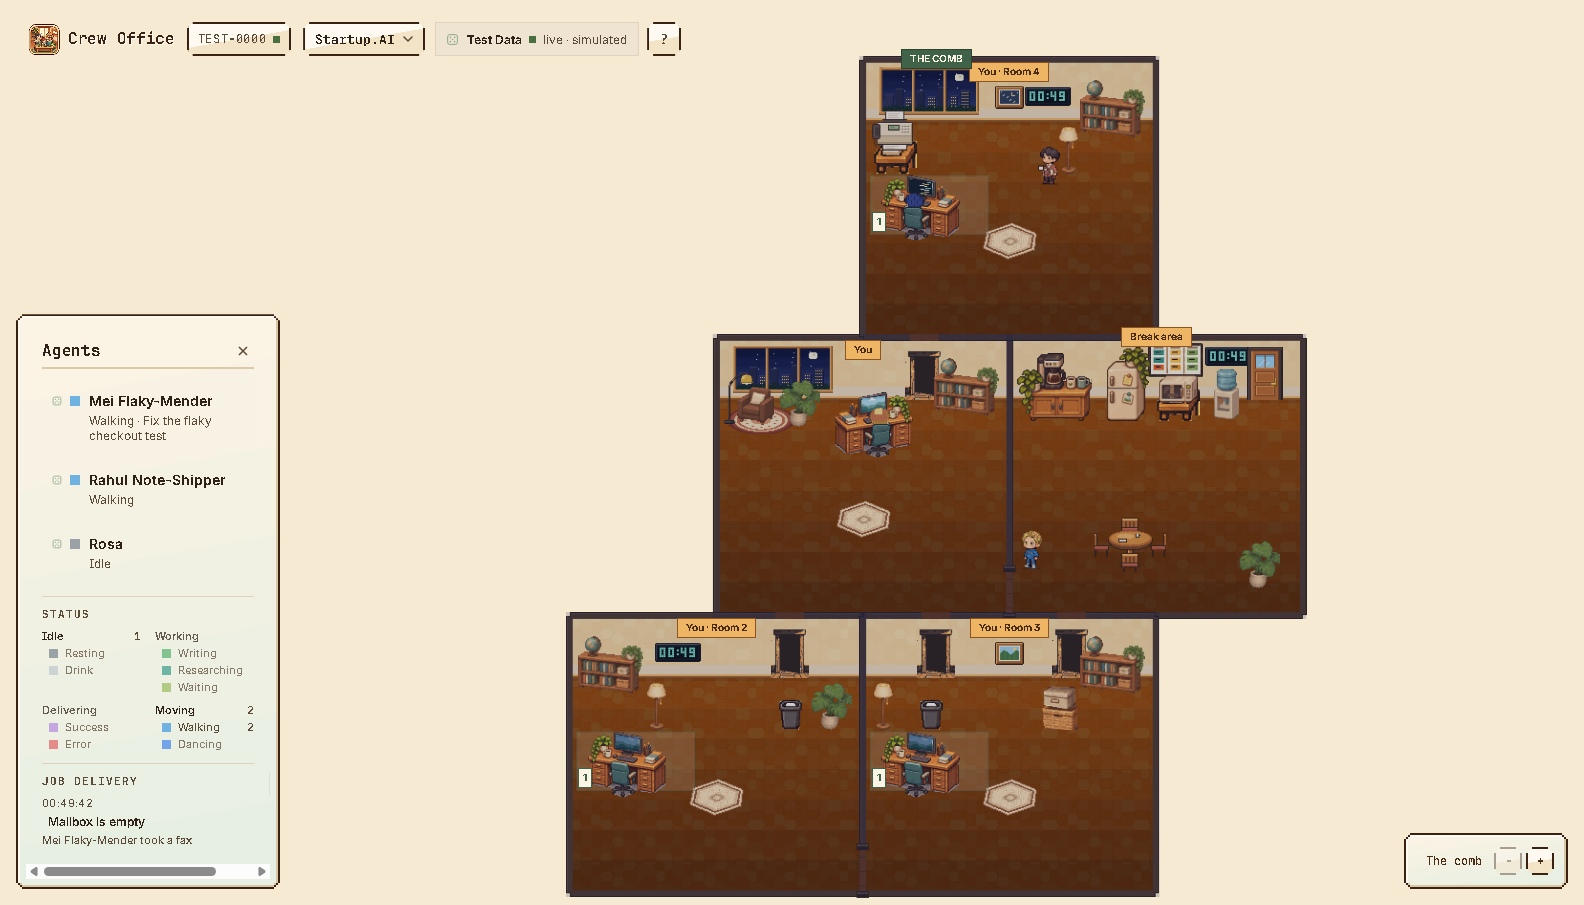 Crew Office
TEST-0000
Startup.AI
Test Data live · simulated
?
THE COMB
You · Room 4
00:49
1
You
Break area
00:49
You · Room 2
00:49
1
You · Room 3
1
Agents
Mei Flaky-Mender
Walking · Fix the flaky
checkout test
Rahul Note-Shipper
Walking
Rosa
Idle
STATUS
Idle 1
Resting
Drink
Working
Writing
Researching
Waiting
Delivering
Success
Error
Moving 2
Walking 2
Dancing
JOB DELIVERY
00:49:42
Mailbox is empty
Mei Flaky-Mender took a fax
The comb - +